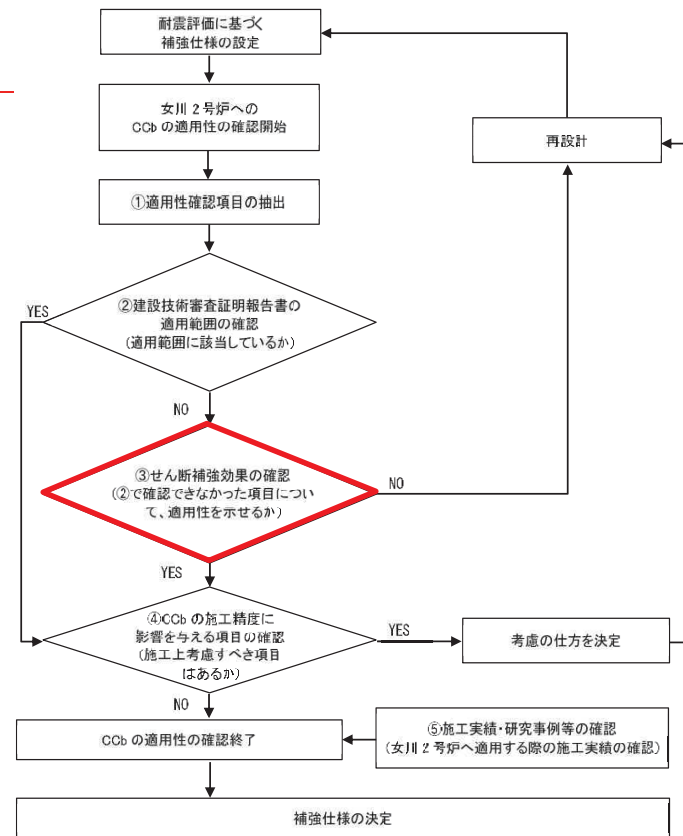 耐震評価に基づく
補強仕様の設定
女川２号炉への
CCbの適用性の確認開始
再設計
①適用性確認項目の抽出
YES
②建設技術審査証明報告書の
適用範囲の確認
(適用範囲に該当しているか)
NO
③せん断補強効果の確認
(②で確認できなかった項目につい
て、適用性を示せるか)
NO
YES
④CCbの施工精度に
影響を与える項目の確認
(施工上考慮すべき項目
はあるか)
YES
考慮の仕方を決定
NO
CCbの適用性の確認終了
⑤施工実績・研究事例等の確認
(女川２号炉へ適用する際の施工実績の確認)
補強仕様の決定